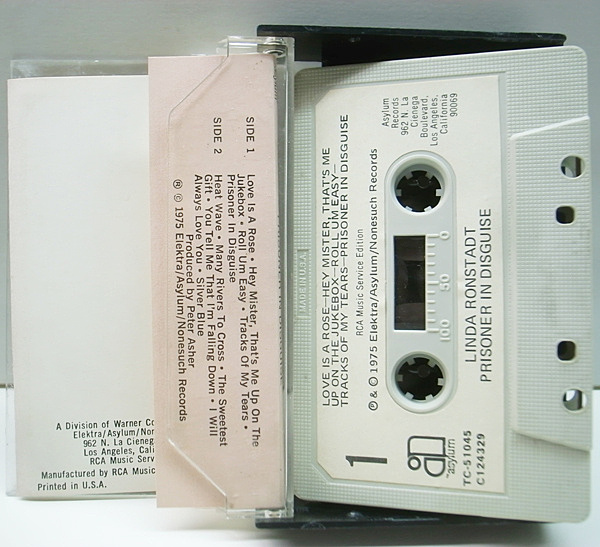 SIDE 1
Love Is A Rose • Hey Mister, That's Me Up On The
Jukebox • Roll Um Easy • Tracks Of My Tears •
Prisoner In Disguise
SIDE 2
Heat Wave • Many Rivers To Cross • The Sweetest
Gift • You Tell Me That I'm Falling Down • I Will
Always Love You • Silver Blue
Produced by Peter Asher
℗ © 1975 Elektra/Asylum/Nonesuch Records
A Division of Warner Co
Elektra/Asylum/Non
962 N. La Cieneg
Los Angeles, Cali
RCA Music Serv
Manufactured by RCA Music
Printed in U.S.A.
MADE IN U.S.A.
LOVE IS A ROSE—HEY MISTER, THAT'S ME
UP ON THE JUKEBOX—ROLL UM EASY—
TRACKS OF MY TEARS—PRISONER IN DISGUISE
RCA Music Service Edition
℗ & © 1975 Elektra/Asylum/Nonesuch Records
Asylum
Records
962 N. La
Cienega
Boulevard,
Los Angeles,
California
90069
0 50 100
LINDA RONSTADT
PRISONER IN DISGUISE
1
asylum
TC-51045
C124329